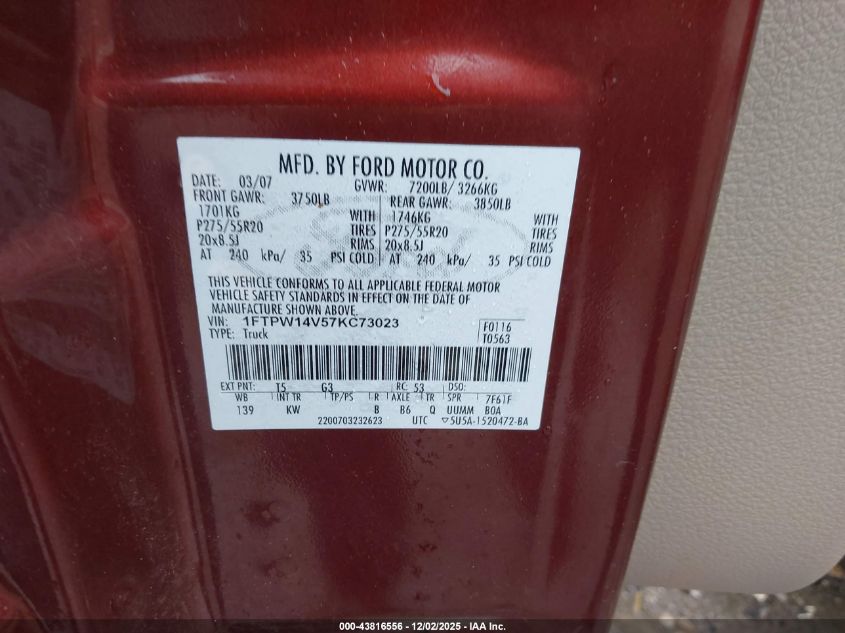 MFD. BY FORD MOTOR CO.
DATE: 03/07 GVWR: 7200LB/ 3266KG
FRONT GAWR: 3750LB REAR GAWR: 3850LB
1701KG WITH 1746KG WITH
P275/55R20 TIRES P275/55R20 TIRES
20x8.5J RIMS 20x8.5J RIMS
AT 240 kPa/ 35 PSI COLD AT 240 kPa/ 35 PSI COLD
THIS VEHICLE CONFORMS TO ALL APPLICABLE FEDERAL MOTOR
VEHICLE SAFETY STANDARDS IN EFFECT ON THE DATE OF
MANUFACTURE SHOWN ABOVE.
VIN: 1FTPW14V57KC73023 F0116
TYPE: Truck T0563
EXT PNT: T5 G3 RC: 53 DSO:
WB INT TR TP/PS R AXLE TR SPR 7F61F
139 KW B B6 Q UUMM BOA
2200703232623 UTC ▽5U5A-1520472-BA
000-43816556 - 12/02/2025 - IAA Inc.